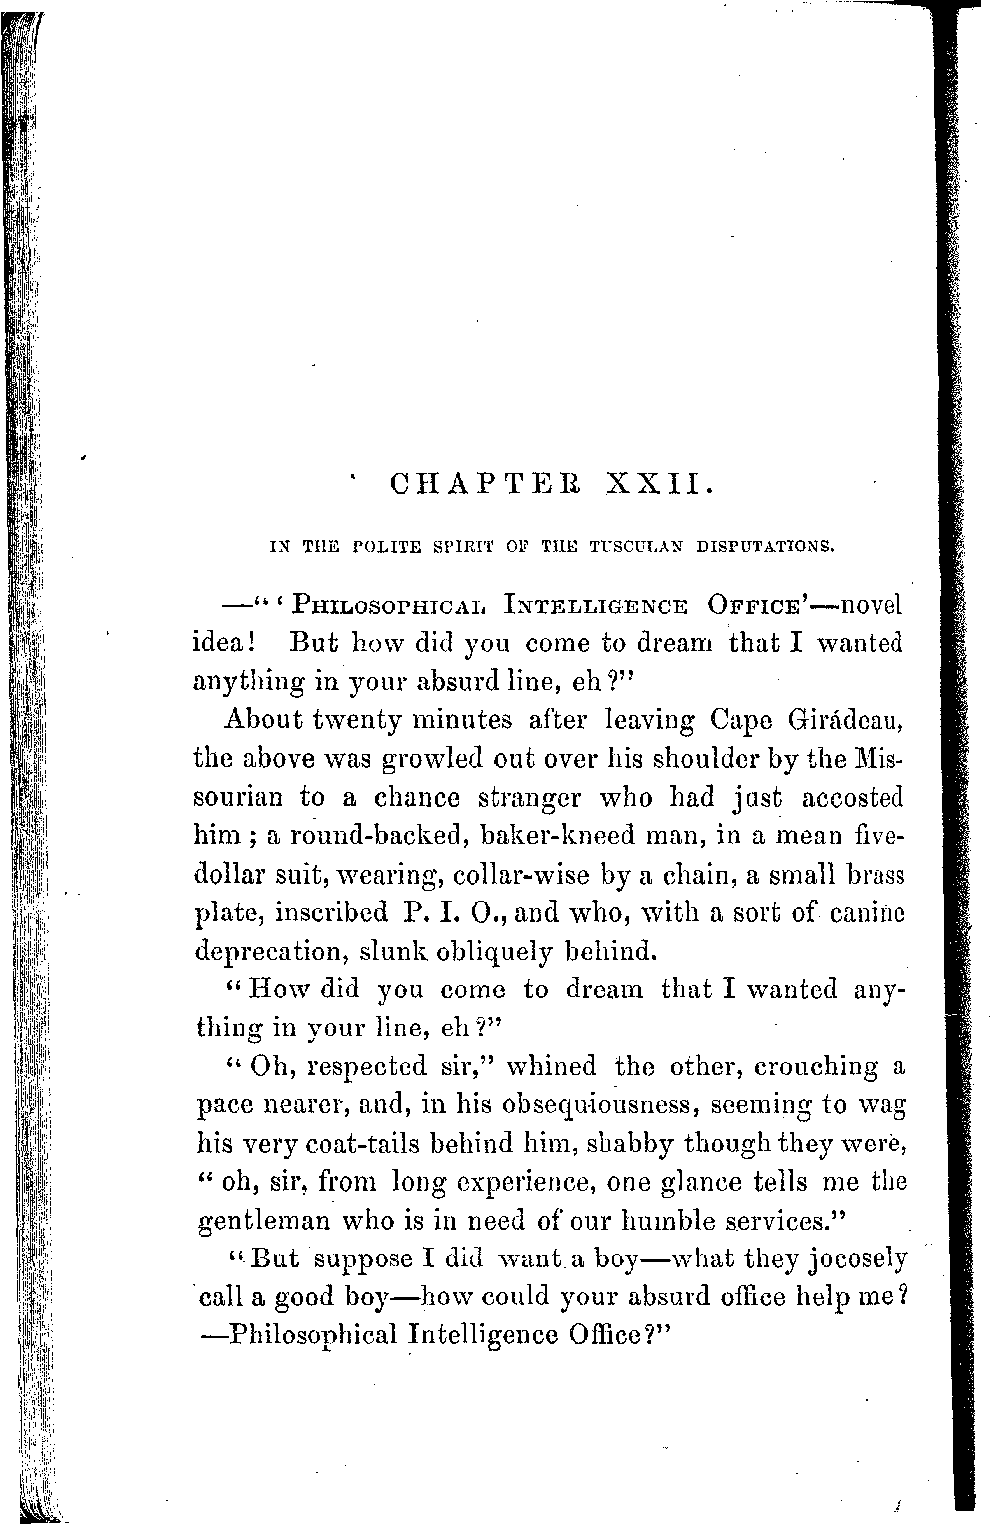 CHAPTER XXII.
IN THE POLITE SPIRIT OF THE TUSCULAN DISPUTATIONS.
—“‘PHILOSOPHICAL INTELLIGENCE OFFICE’—novel
idea! But how did you come to dream that I wanted
anything in your absurd line, eh?”
About twenty minutes after leaving Cape Girádeau,
the above was growled out over his shoulder by the Mis-
sourian to a chance stranger who had just accosted
him; a round-backed, baker-kneed man, in a mean five-
dollar suit, wearing, collar-wise by a chain, a small brass
plate, inscribed P. I. O., and who, with a sort of canine
deprecation, slunk obliquely behind.
“How did you come to dream that I wanted any-
thing in your line, eh?”
“Oh, respected sir,” whined the other, crouching a
pace nearer, and, in his obsequiousness, seeming to wag
his very coat-tails behind him, shabby though they were,
“oh, sir, from long experience, one glance tells me the
gentleman who is in need of our humble services.”
“But suppose I did want a boy—what they jocosely
call a good boy—how could your absurd office help me?
—Philosophical Intelligence Office?”